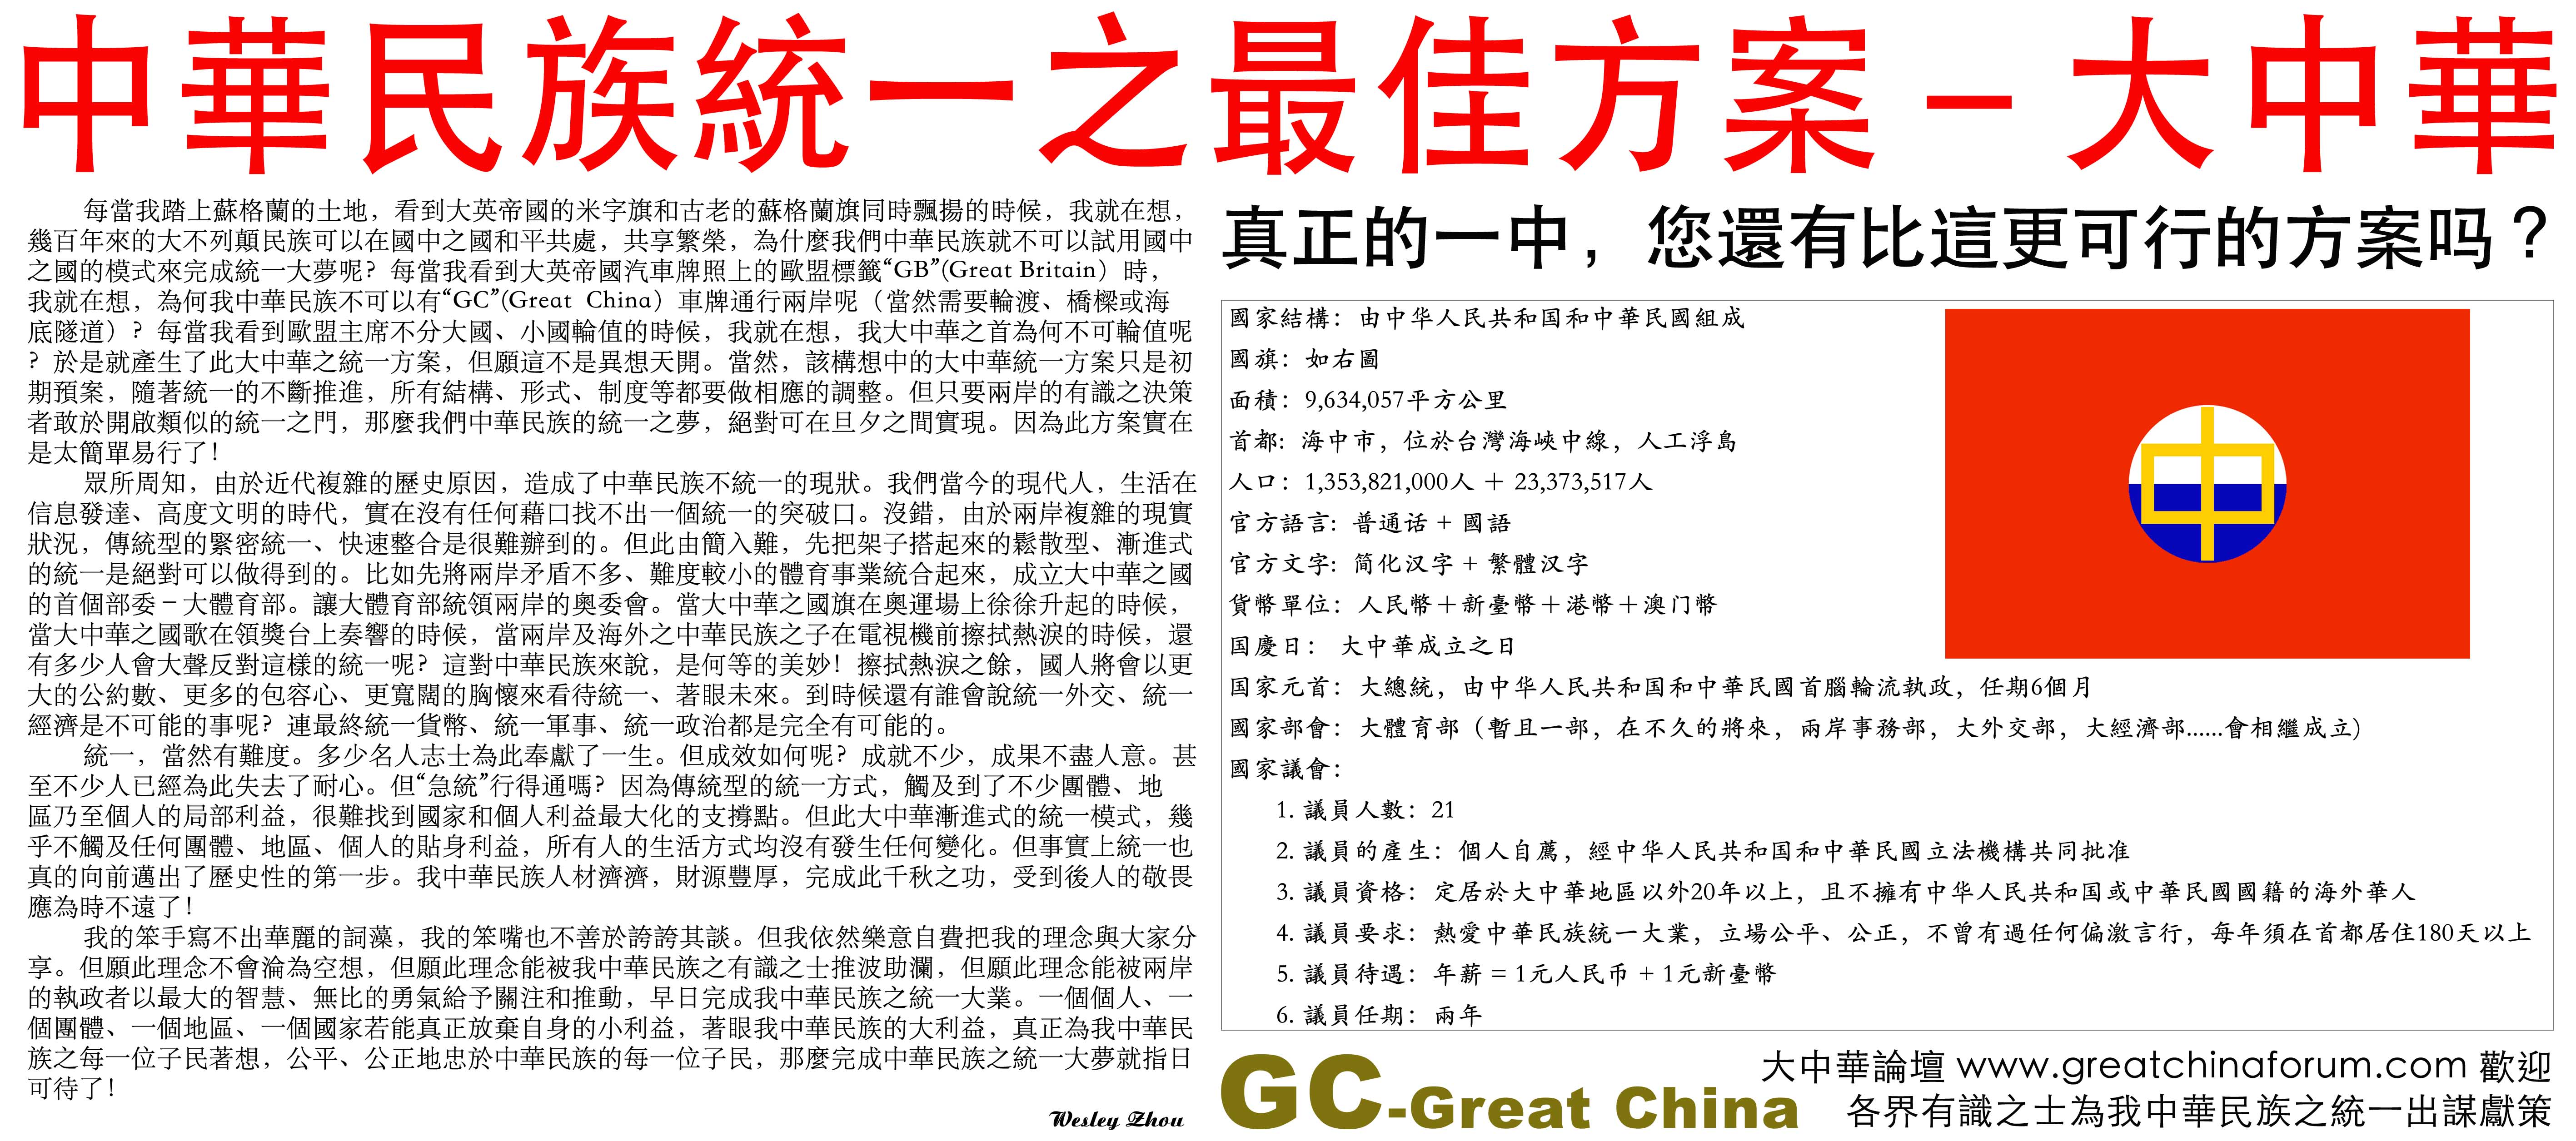 中華民族統一之最佳方案－大中華
每當我踏上蘇格蘭的土地，看到大英帝國的米字旗和古老的蘇格蘭旗同時飄揚的時候，我就在想，
幾百年來的大不列顛民族可以在國中之國和平共處，共享繁榮，為什麼我們中華民族就不可以試用國中
之國的模式來完成統一大夢呢？每當我看到大英帝國汽車牌照上的歐盟標籤“GB”(Great Britain）時，
我就在想，為何我中華民族不可以有“GC”(Great China）車牌通行兩岸呢（當然需要輪渡、橋樑或海
底隧道）？每當我看到歐盟主席不分大國、小國輪值的時候，我就在想，我大中華之首為何不可輪值呢
？於是就產生了此大中華之統一方案，但願這不是異想天開。當然，該構想中的大中華統一方案只是初
期預案，隨著統一的不斷推進，所有結構、形式、制度等都要做相應的調整。但只要兩岸的有識之決策
者敢於開啟類似的統一之門，那麼我們中華民族的統一之夢，絕對可在旦夕之間實現。因為此方案實在
是太簡單易行了！
眾所周知，由於近代複雜的歷史原因，造成了中華民族不統一的現狀。我們當今的現代人，生活在
信息發達、高度文明的時代，實在沒有任何藉口找不出一個統一的突破口。沒錯，由於兩岸複雜的現實
狀況，傳統型的緊密統一、快速整合是很難辦到的。但此由簡入難，先把架子搭起來的鬆散型、漸進式
的統一是絕對可以做得到的。比如先將兩岸矛盾不多、難度較小的體育事業統合起來，成立大中華之國
的首個部委－大體育部。讓大體育部統領兩岸的奧委會。當大中華之國旗在奧運場上徐徐升起的時候，
當大中華之國歌在領獎台上奏響的時候，當兩岸及海外之中華民族之子在電視機前擦拭熱淚的時候，還
有多少人會大聲反對這樣的統一呢？這對中華民族來說，是何等的美妙！擦拭熱淚之餘，國人將會以更
大的公約數、更多的包容心、更寬闊的胸懷來看待統一、著眼未來。到時候還有誰會說統一外交、統一
經濟是不可能的事呢？連最終統一貨幣、統一軍事、統一政治都是完全有可能的。
統一，當然有難度。多少名人志士為此奉獻了一生。但成效如何呢？成就不少，成果不盡人意。甚
至不少人已經為此失去了耐心。但“急統”行得通嗎？因為傳統型的統一方式，觸及到了不少團體、地
區乃至個人的局部利益，很難找到國家和個人利益最大化的支撐點。但此大中華漸進式的統一模式，幾
乎不觸及任何團體、地區、個人的貼身利益，所有人的生活方式均沒有發生任何變化。但事實上統一也
真的向前邁出了歷史性的第一步。我中華民族人材濟濟，財源豐厚，完成此千秋之功，受到後人的敬畏
應為時不遠了！
我的笨手寫不出華麗的詞藻，我的笨嘴也不善於誇誇其談。但我依然樂意自費把我的理念與大家分
享。但願此理念不會淪為空想，但願此理念能被我中華民族之有識之士推波助瀾，但願此理念能被兩岸
的執政者以最大的智慧、無比的勇氣給予關注和推動，早日完成我中華民族之統一大業。一個個人、一
個團體、一個地區、一個國家若能真正放棄自身的小利益，著眼我中華民族的大利益，真正為我中華民
族之每一位子民著想，公平、公正地忠於中華民族的每一位子民，那麼完成中華民族之統一大夢就指日
可待了！
Wesley Zhou
真正的一中，您還有比這更可行的方案吗？
國家結構：由中华人民共和国和中華民國組成
國旗：如右圖
面積：9,634,057平方公里
首都：海中市，位於台灣海峽中線，人工浮島
人口：1,353,821,000人 ＋ 23,373,517人
官方語言：普通话 + 國語
官方文字：简化汉字 + 繁體汉字
貨幣單位：人民幣＋新臺幣＋港幣＋澳门幣
国慶日： 大中華成立之日
国家元首：大總統，由中华人民共和国和中華民國首腦輪流執政，任期6個月
國家部會：大體育部（暫且一部，在不久的將來，兩岸事務部，大外交部，大經濟部......會相繼成立)
國家議會：
1. 議員人數：21
2. 議員的產生：個人自薦，經中华人民共和国和中華民國立法機構共同批准
3. 議員資格：定居於大中華地區以外20年以上，且不擁有中华人民共和国或中華民國國籍的海外華人
4. 議員要求：熱愛中華民族統一大業，立場公平、公正，不曾有過任何偏激言行，每年須在首都居住180天以上
5. 議員待遇：年薪 = 1元人民币 + 1元新臺幣
6. 議員任期：兩年
中
GC-Great China
大中華論壇 www.greatchinaforum.com 歡迎
各界有識之士為我中華民族之統一出謀獻策